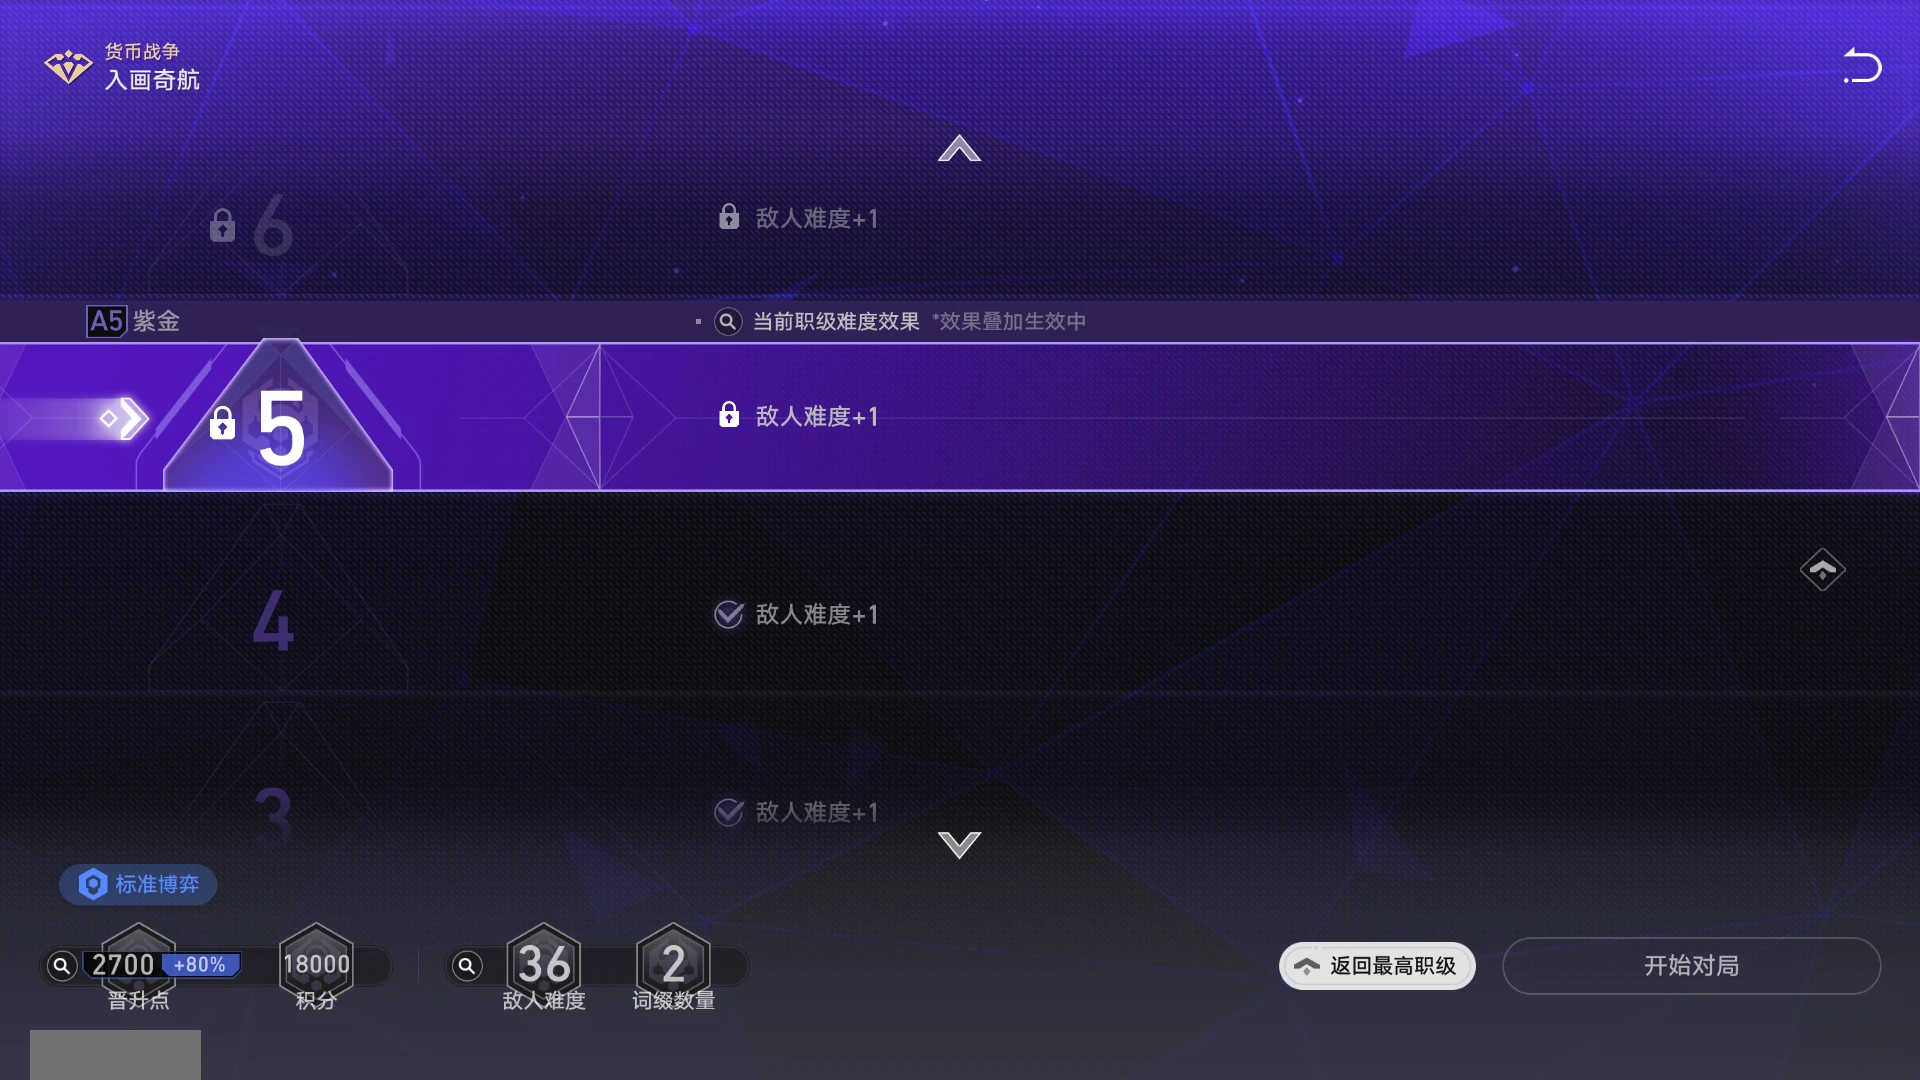 货币战争
入画奇航
6
敌人难度+1
A5 紫金
当前职级难度效果 *效果叠加生效中
5
敌人难度+1
4
敌人难度+1
3
敌人难度+1
标准博弈
2700 +80%
晋升点
18000
积分
36
敌人难度
2
词缀数量
返回最高职级
开始对局